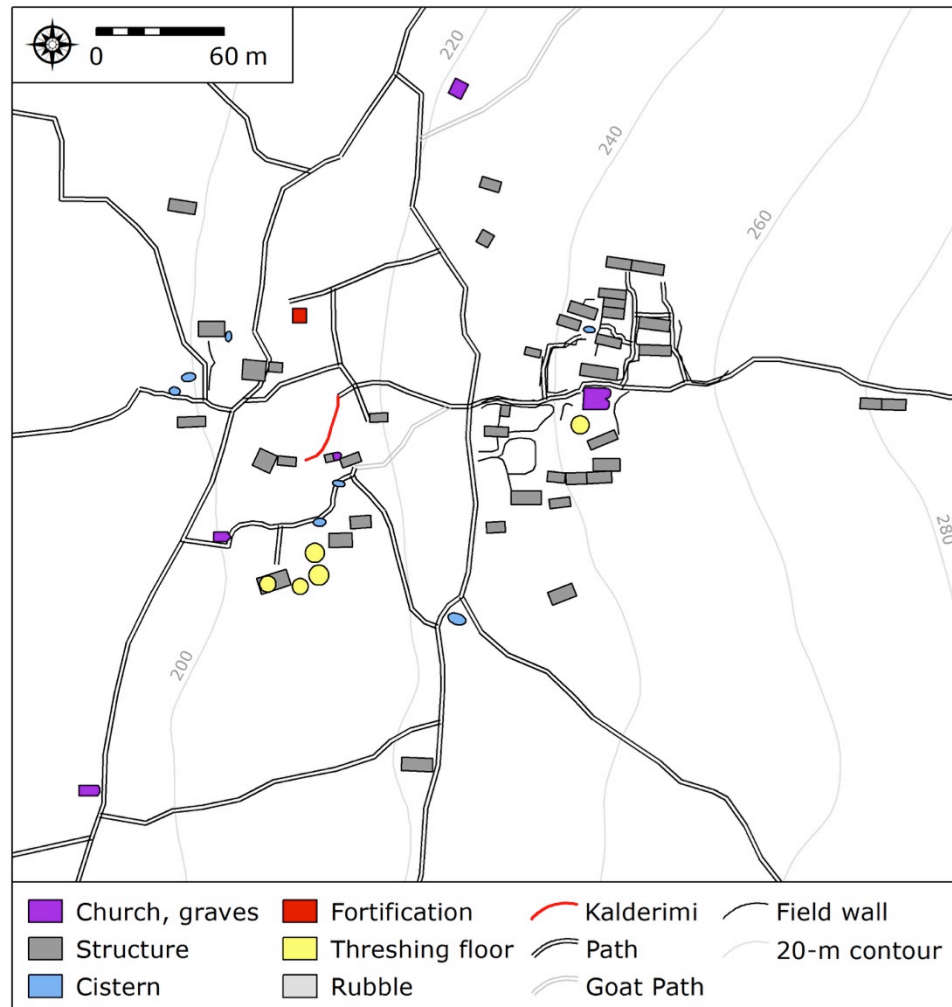 0 60 m
220
240
260
280
200
Church, graves
Structure
Cistern
Fortification
Threshing floor
Rubble
Kalderimi
Path
Goat Path
Field wall
20-m contour